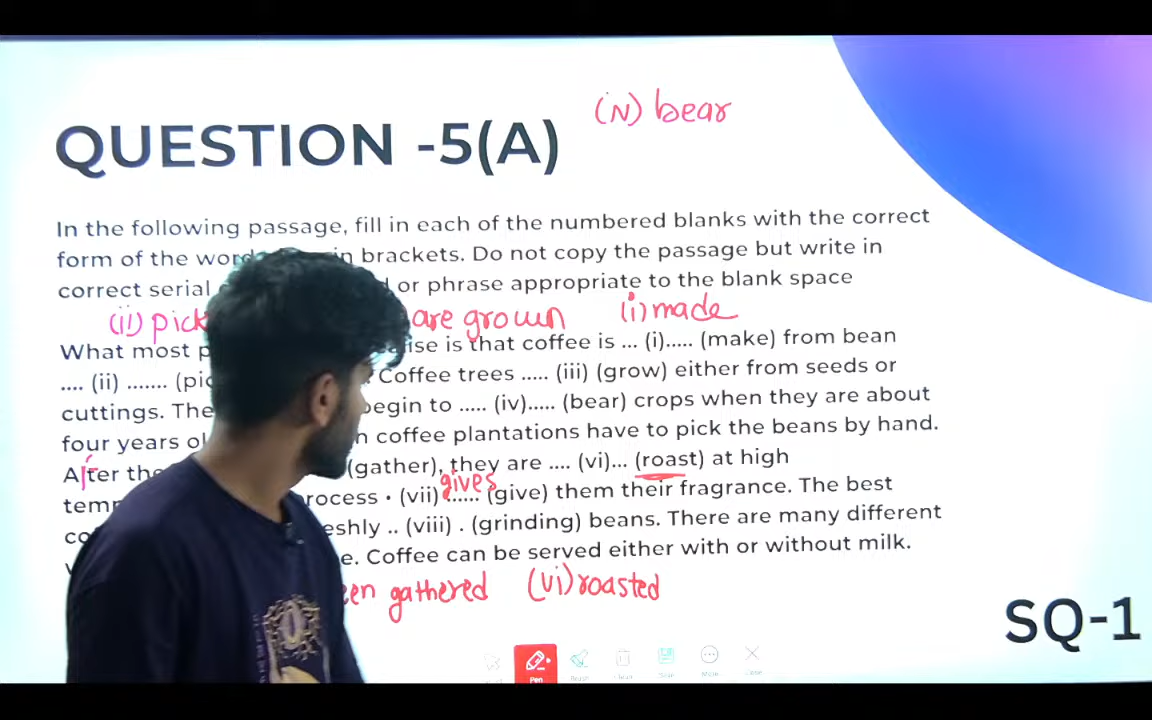 (iv) bear
QUESTION -5(A)
In the following passage, fill in each of the numbered blanks with the correct
form of the word in brackets. Do not copy the passage but write in
correct serial or phrase appropriate to the blank space
(ii) pick are grown (i) made
What most is that coffee is ... (i)..... (make) from bean
.... (ii) ....... Coffee trees ..... (iii) (grow) either from seeds or
cuttings. begin to ..... (iv)..... (bear) crops when they are about
four years coffee plantations have to pick the beans by hand.
After (gather), they are .... (vi)... (roast) at high
gives
process • (vii) ...... (give) them their fragrance. The best
.. (viii) . (grinding) beans. There are many different
Coffee can be served either with or without milk.
gathered (vi) roasted
SQ-1
Pen